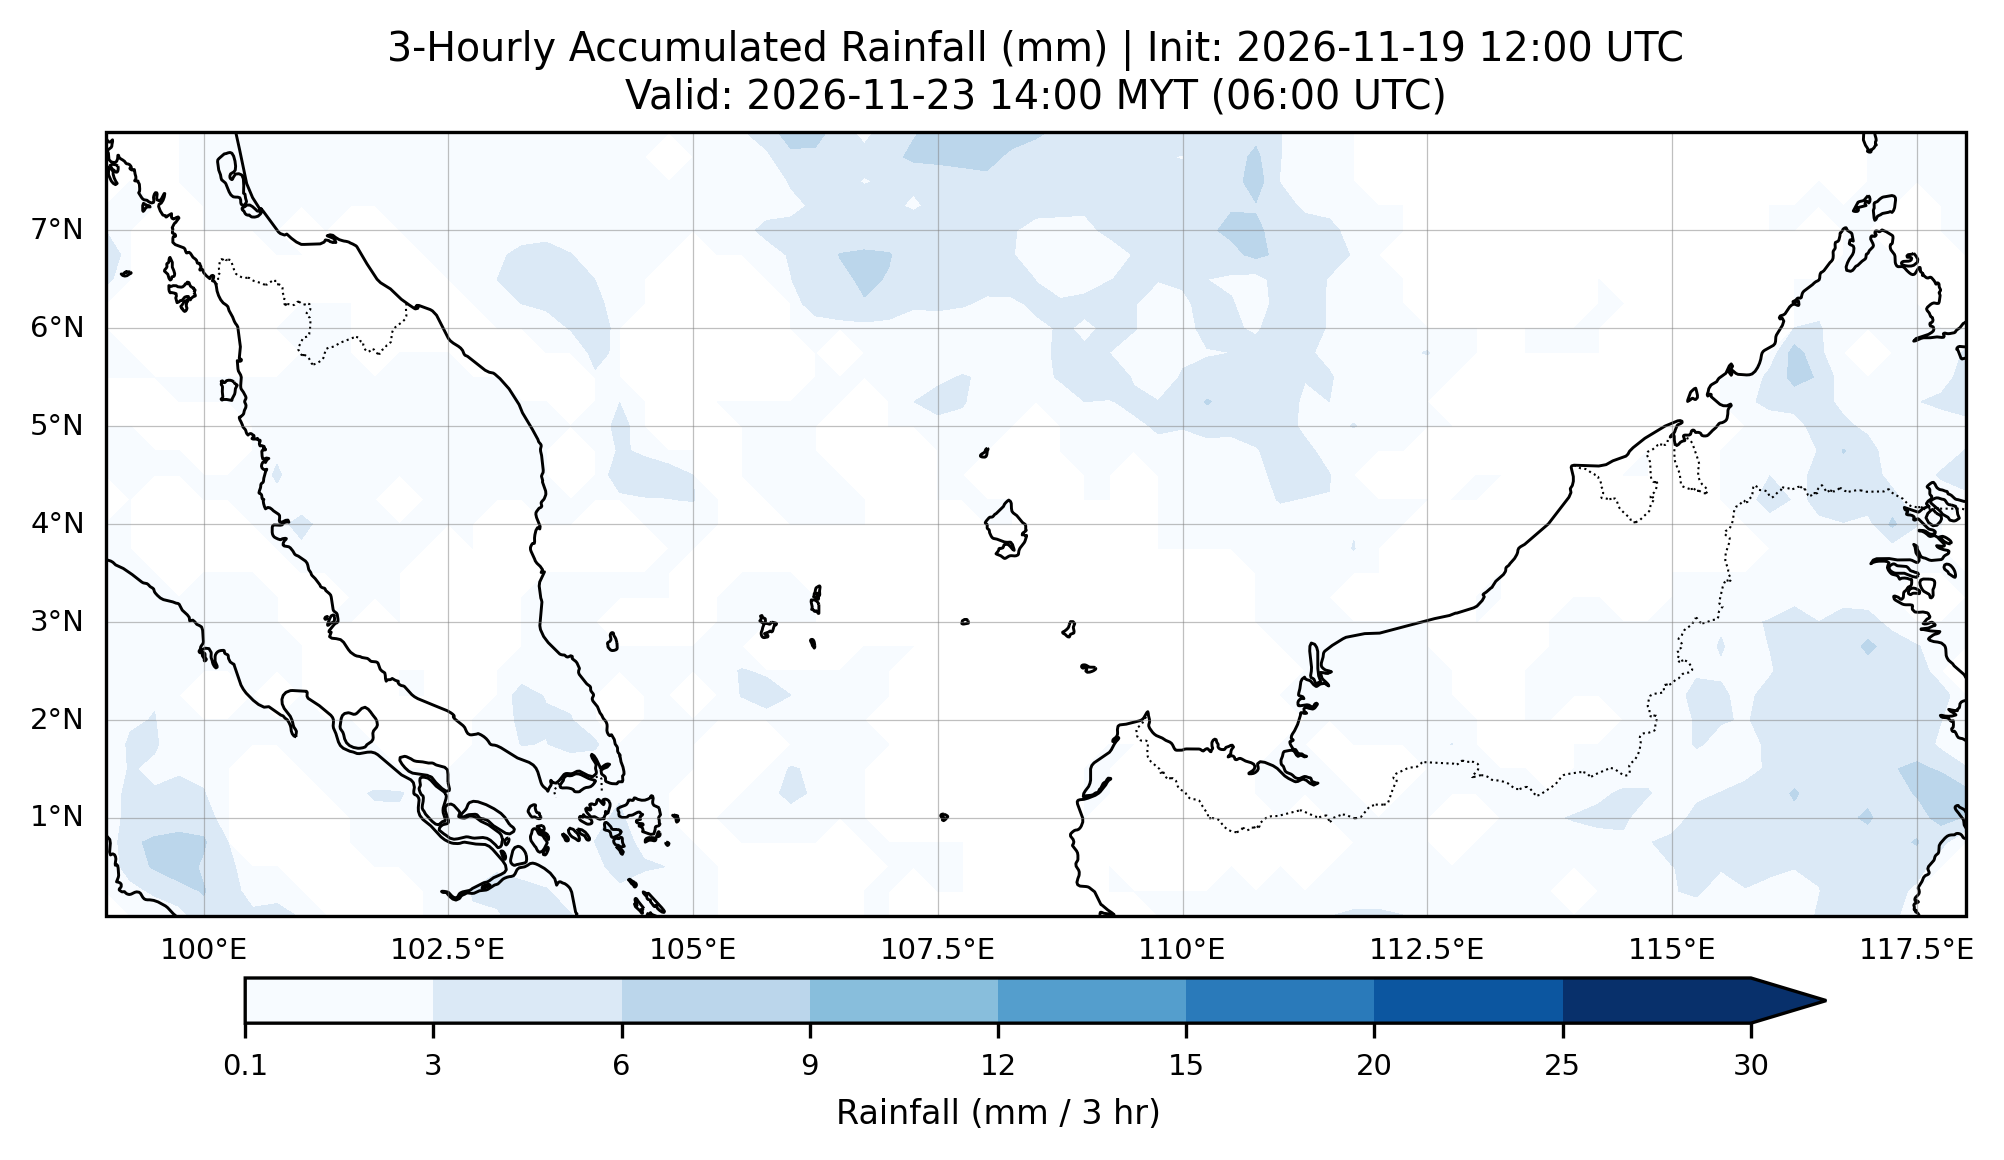 3-Hourly Accumulated Rainfall (mm) | Init: 2026-11-19 12:00 UTC
Valid: 2026-11-23 14:00 MYT (06:00 UTC)
7°N
6°N
5°N
4°N
3°N
2°N
1°N
100°E 102.5°E 105°E 107.5°E 110°E 112.5°E 115°E 117.5°E
0.1 3 6 9 12 15 20 25 30
Rainfall (mm / 3 hr)